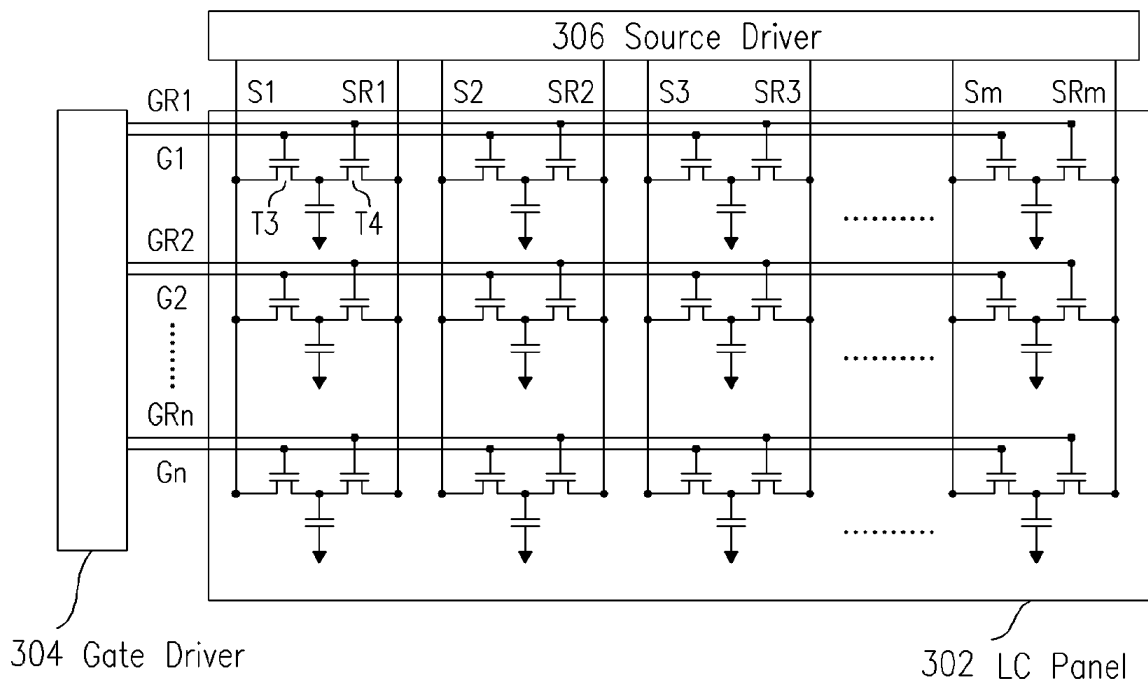 306 Source Driver
S1 SR1 S2 SR2 S3 SR3 Sm SRm
GR1
G1
T3 T4
GR2
G2
GRn
Gn
304 Gate Driver
302 LC Panel